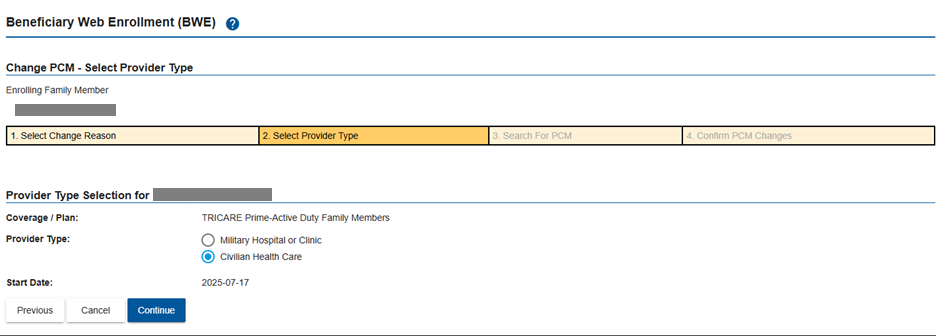 Beneficiary Web Enrollment (BWE) ?
Change PCM - Select Provider Type
Enrolling Family Member
1. Select Change Reason 2. Select Provider Type 3. Search For PCM 4. Confirm PCM Changes
Provider Type Selection for
Coverage / Plan: TRICARE Prime-Active Duty Family Members
Provider Type: Military Hospital or Clinic
Civilian Health Care
Start Date: 2025-07-17
Previous Cancel Continue